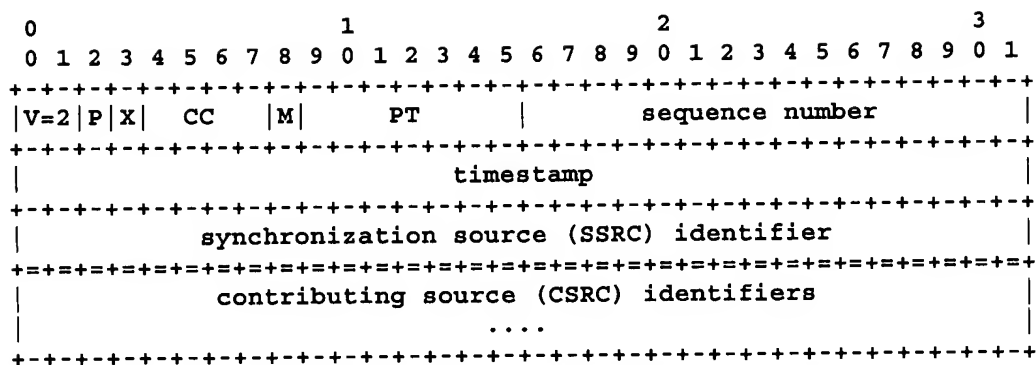 0                   1                   2                   3
0 1 2 3 4 5 6 7 8 9 0 1 2 3 4 5 6 7 8 9 0 1 2 3 4 5 6 7 8 9 0 1
+-+-+-+-+-+-+-+-+-+-+-+-+-+-+-+-+-+-+-+-+-+-+-+-+-+-+-+-+-+-+-+-+
|V=2|P|X|  CC   |M|     PT      |       sequence number         |
+-+-+-+-+-+-+-+-+-+-+-+-+-+-+-+-+-+-+-+-+-+-+-+-+-+-+-+-+-+-+-+-+
|                           timestamp                           |
+-+-+-+-+-+-+-+-+-+-+-+-+-+-+-+-+-+-+-+-+-+-+-+-+-+-+-+-+-+-+-+-+
|           synchronization source (SSRC) identifier            |
+=+=+=+=+=+=+=+=+=+=+=+=+=+=+=+=+=+=+=+=+=+=+=+=+=+=+=+=+=+=+=+=+
|            contributing source (CSRC) identifiers             |
|                             ....                              |
+-+-+-+-+-+-+-+-+-+-+-+-+-+-+-+-+-+-+-+-+-+-+-+-+-+-+-+-+-+-+-+-+